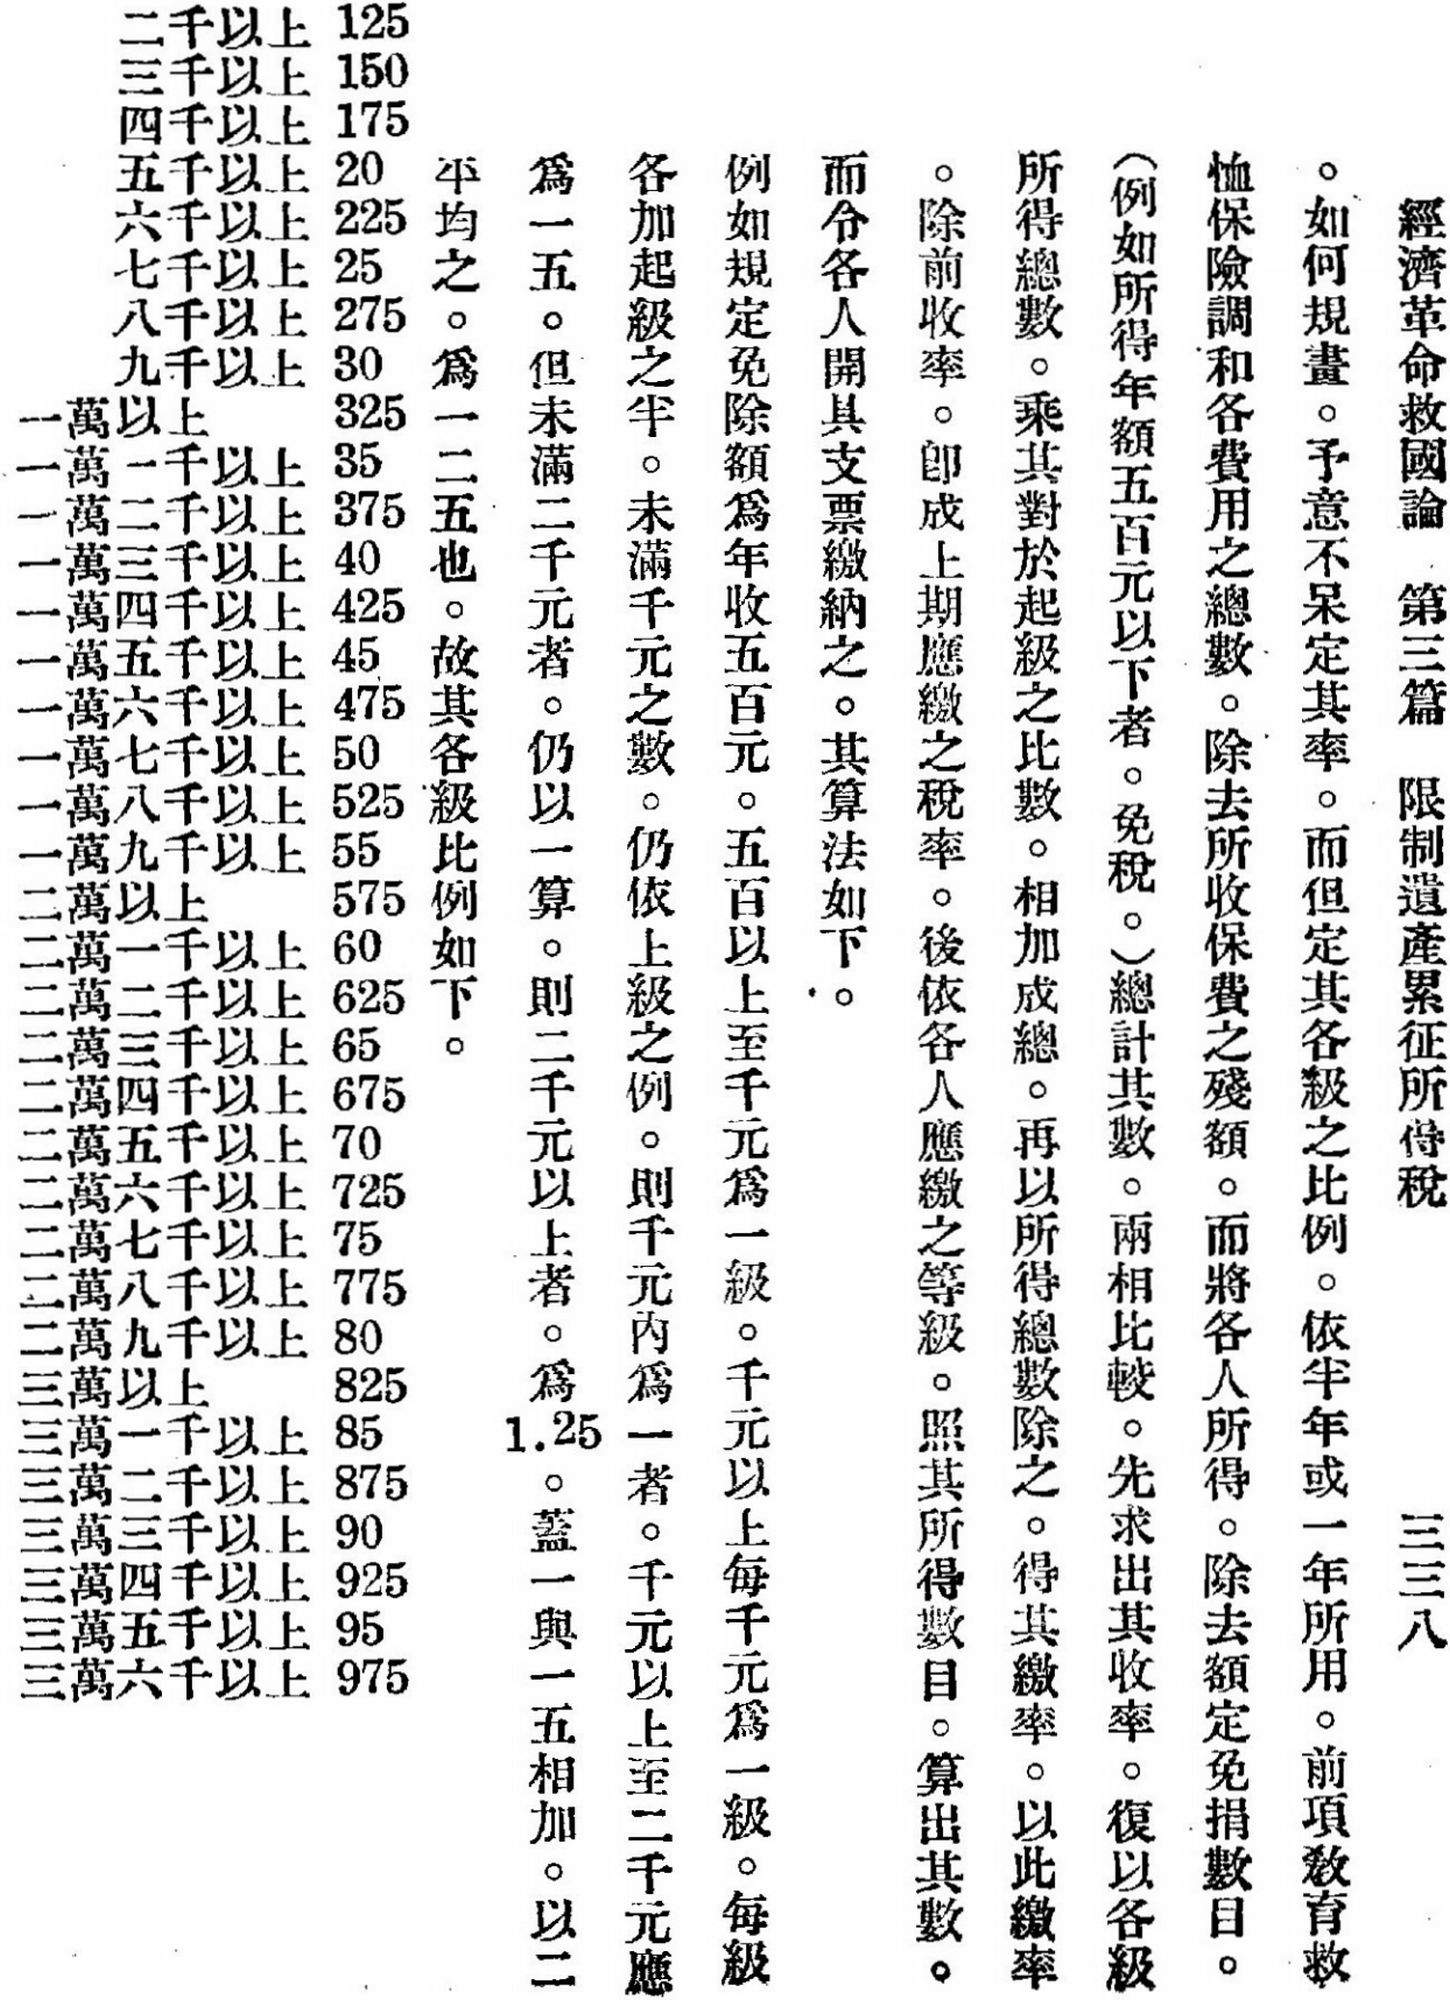 經濟革命救國論　第三篇　限制遺產累征所得稅　三三八
。如何規畫。予意不呆定其率。而但定其各級之比例。依半年或一年所用。前項教育救
恤保險調和各費用之總數。除去所收保費之殘額。而將各人所得。除去額定免捐數目。
（例如所得年額五百元以下者。免稅。）總計其數。兩相比較。先求出其收率。復以各級
所得總數。乘其對於起級之比數。相加成總。再以所得總數除之。得其繳率。以此繳率
。除前收率。卽成上期應繳之稅率。後依各人應繳之等級。照其所得數目。算出其數。
而令各人開具支票繳納之。其算法如下。
例如規定免除額爲年收五百元。五百以上至千元爲一級。千元以上每千元爲一級。每級
各加起級之半。未滿千元之數。仍依上級之例。則千元內爲一者。千元以上至二千元應
爲一五。但未滿二千元者。仍以一算。則二千元以上者。爲1.25。蓋一與一五相加。以二
平均之。爲一二五也。故其各級比例如下。
二千以上 125
三千以上 150
四千以上 175
五千以上 20
六千以上 225
七千以上 25
八千以上 275
九千以上 30
一萬以上 325
一萬一千以上 35
一萬二千以上 375
一萬三千以上 40
一萬四千以上 425
一萬五千以上 45
一萬六千以上 475
一萬七千以上 50
一萬八千以上 525
一萬九千以上 55
二萬以上 575
二萬一千以上 60
二萬二千以上 625
二萬三千以上 65
二萬四千以上 675
二萬五千以上 70
二萬六千以上 725
二萬七千以上 75
二萬八千以上 775
二萬九千以上 80
三萬以上 825
三萬一千以上 85
三萬二千以上 875
三萬三千以上 90
三萬四千以上 925
三萬五千以上 95
三萬六千以上 975